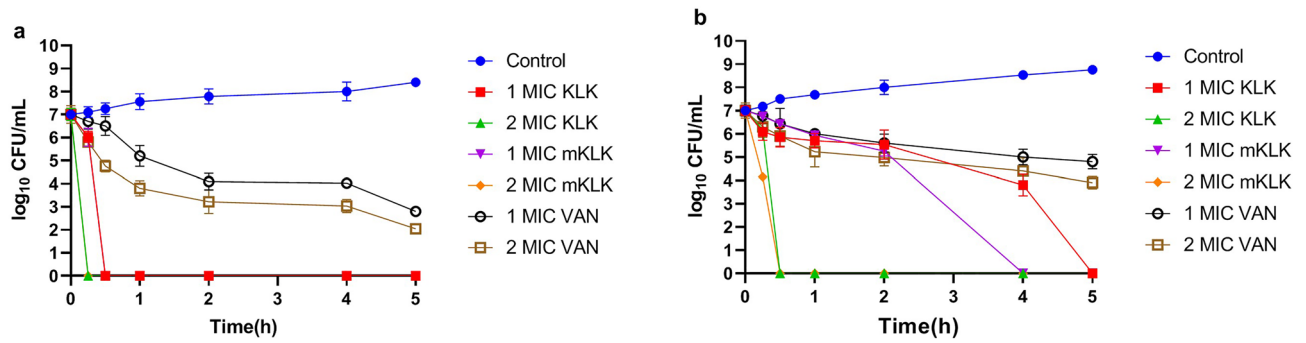 a
10
9
8
7
6
5
4
3
2
1
0
log10 CFU/mL
0
1
2
3
4
5
Time(h)
Control
1 MIC KLK
2 MIC KLK
1 MIC mKLK
2 MIC mKLK
1 MIC VAN
2 MIC VAN
b
10
9
8
7
6
5
4
3
2
1
0
log10 CFU/mL
0
1
2
3
4
5
Time(h)
Control
1 MIC KLK
2 MIC KLK
1 MIC mKLK
2 MIC mKLK
1 MIC VAN
2 MIC VAN